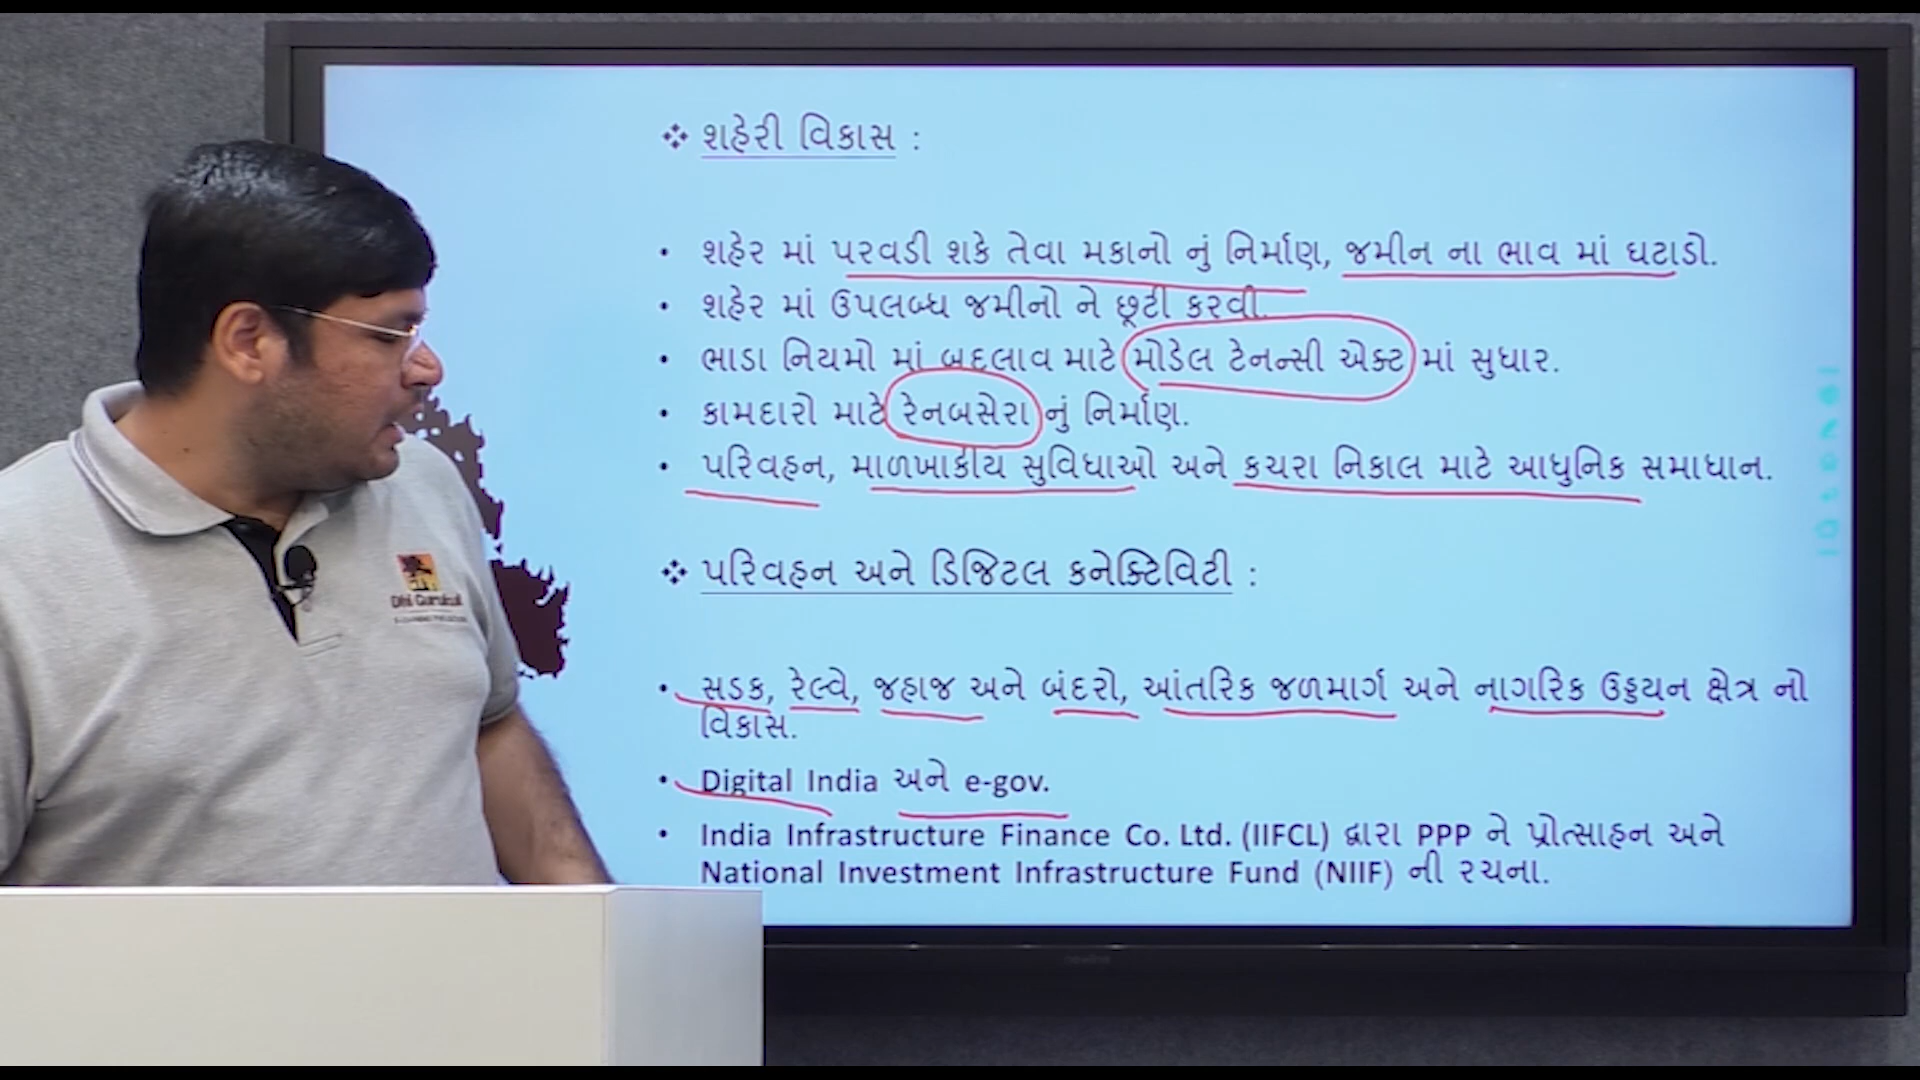 ❖ શહેરી વિકાસ :
• શહેર માં પરવડી શકે તેવા મકાનો નું નિર્માણ, જમીન ના ભાવ માં ઘટાડો.
• શહેર માં ઉપલબ્ધ જમીનો ને છૂટી કરવી.
• ભાડા નિયમો માં બદલાવ માટે મોડેલ ટેનન્સી એક્ટ માં સુધાર.
• કામદારો માટે રેનબસેરા નું નિર્માણ.
• પરિવહન, માળખાકીય સુવિધાઓ અને કચરા નિકાલ માટે આધુનિક સમાધાન.
❖ પરિવહન અને ડિજિટલ કનેક્ટિવિટી :
• સડક, રેલ્વે, જહાજ અને બંદરો, આંતરિક જળમાર્ગ અને નાગરિક ઉડ્ડયન ક્ષેત્ર નો
વિકાસ.
• Digital India અને e-gov.
• India Infrastructure Finance Co. Ltd. (IIFCL) દ્વારા PPP ને પ્રોત્સાહન અને
National Investment Infrastructure Fund (NIIF) ની રચના.
Dhi Gurukul
newline